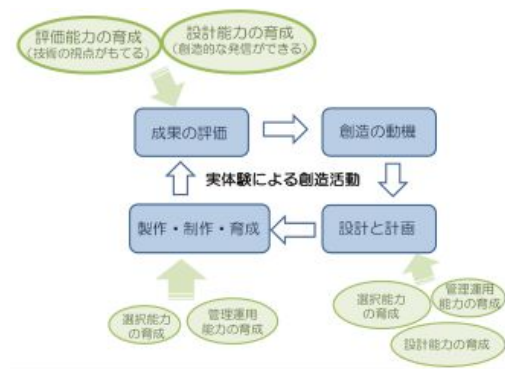 評価能力の育成
(技術の視点がもてる)
設計能力の育成
(創造的な発信ができる)
成果の評価
創造の動機
実体験による創造活動
製作・制作・育成
設計と計画
選択能力
の育成
管理運用
能力の育成
選択能力
の育成
管理運用
能力の育成
設計能力の育成